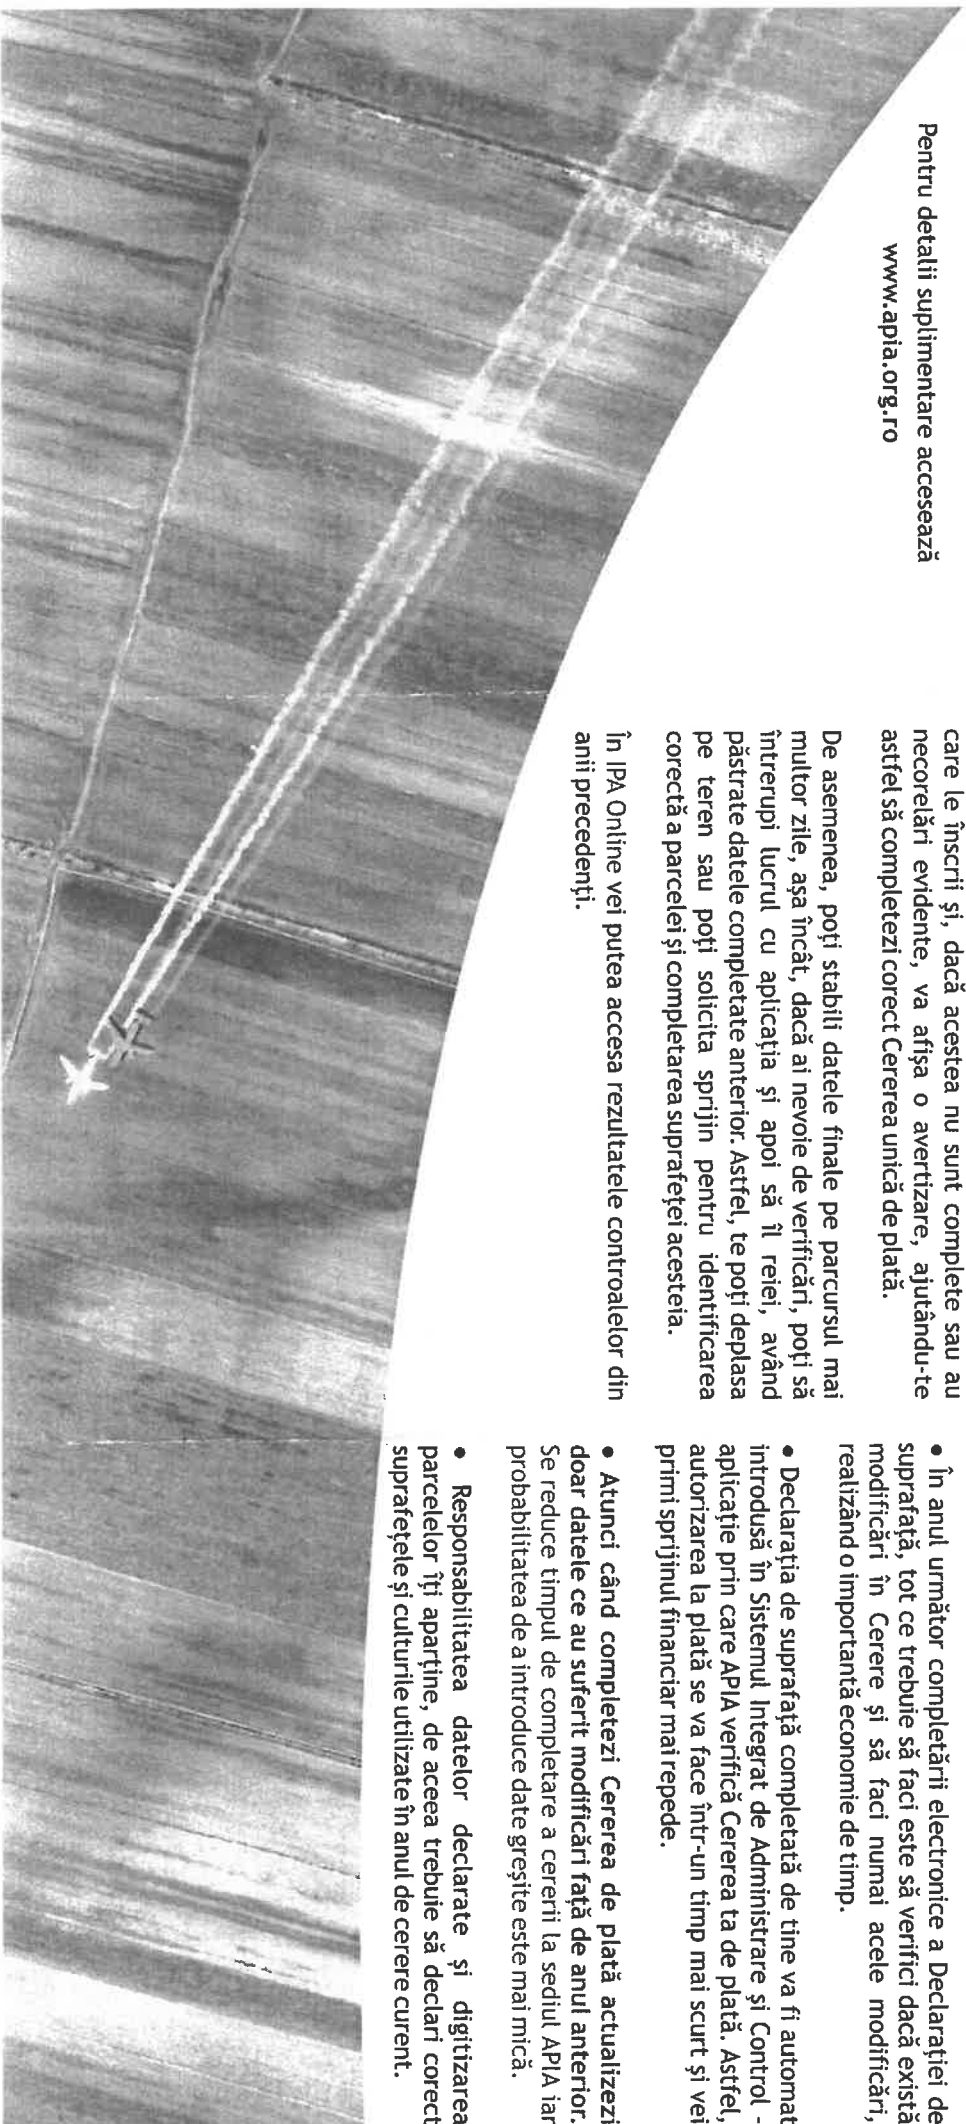 Pentru detalii suplimentare accesează
www.apia.org.ro
care le înscrii și, dacă acestea nu sunt complete sau au
necorelări evidente, va afișa o avertizare, ajutându-te
astfel să completezi corect Cererea unică de plată.
De asemenea, poți stabili datele finale pe parcursul mai
multor zile, așa încât, dacă ai nevoie de verificări, poți să
întrerupi lucrul cu aplicația și apoi să îl reiei, având
păstrate datele completate anterior. Astfel, te poți deplasa
pe teren sau poți solicita sprijin pentru identificarea
corectă a parcelei și completarea suprafeței acesteia.
În IPA Online vei putea accesa rezultatele controalelor din
anii precedenți.
• În anul următor completării electronice a Declarației de
suprafață, tot ce trebuie să faci este să verifici dacă există
modificări în Cerere și să faci numai acele modificări,
realizând o importantă economie de timp.
• Declarația de suprafață completată de tine va fi automat
introdusă în Sistemul Integrat de Administrare și Control -
aplicație prin care APIA verifică Cererea ta de plată. Astfel,
autorizarea la plată se va face într-un timp mai scurt și vei
primi sprijinul financiar mai repede.
• Atunci când completezi Cererea de plată actualizezi
doar datele ce au suferit modificări față de anul anterior.
Se reduce timpul de completare a cererii la sediul APIA iar
probabilitatea de a introduce date greșite este mai mică.
• Responsabilitatea datelor declarate și digitizarea
parcelelor îți aparține, de aceea trebuie să declari corect
suprafețele și culturile utilizate în anul de cerere curent.